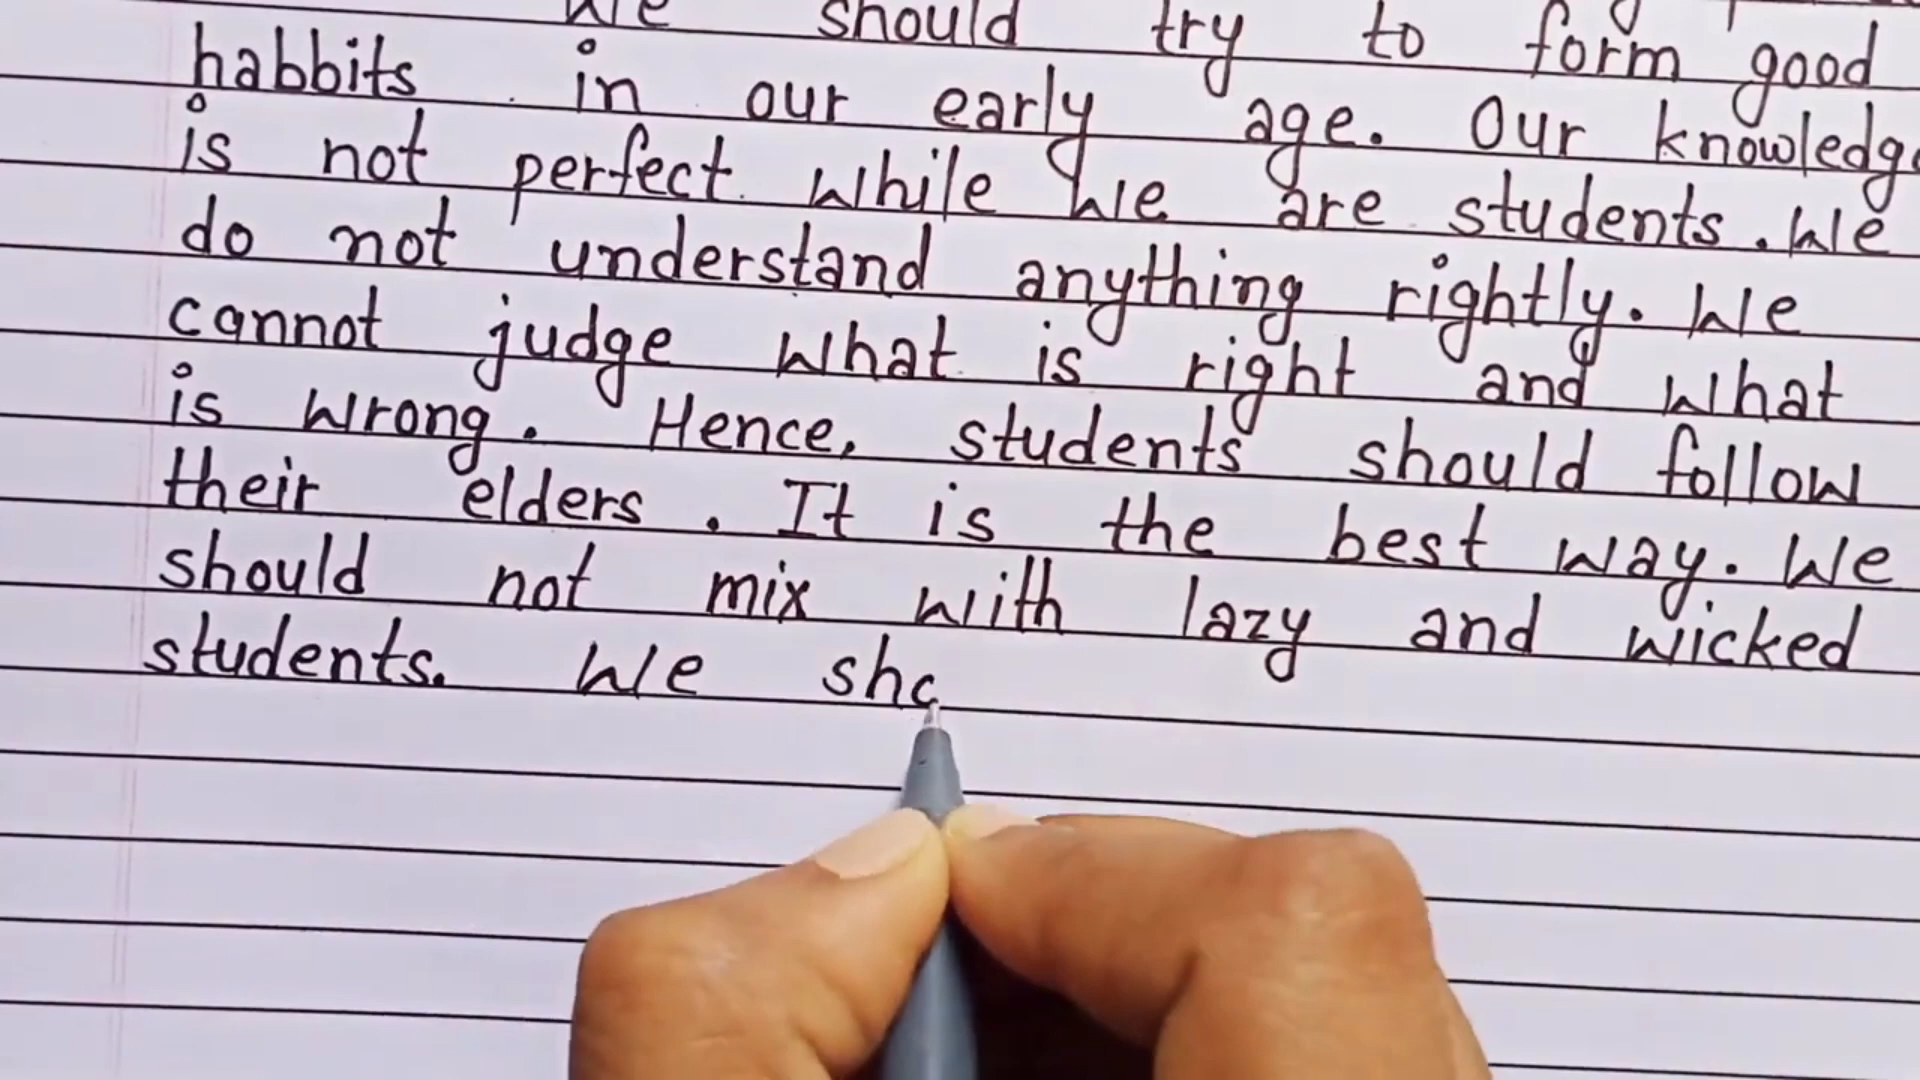 We should try to form good
habbits in our early age. Our knowledge
is not perfect while we are students. We
do not understand anything rightly. We
cannot judge what is right and what
is wrong. Hence, students should follow
their elders. It is the best way. We
should not mix with lazy and wicked
students. We sho